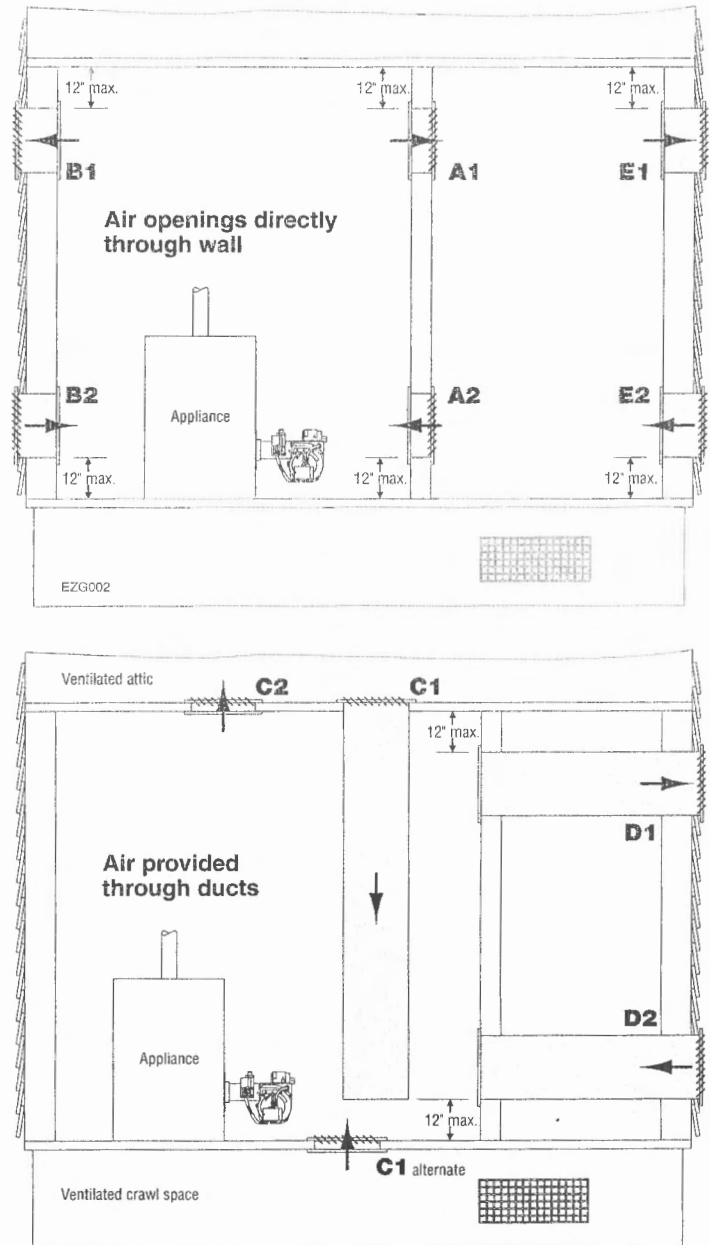 12" max.
12" max.
12" max.
B1
A1
E1
Air openings directly
through wall
B2
A2
E2
Appliance
12" max.
12" max.
12" max.
EZG002
Ventilated attic
C2
C1
12" max.
D1
Air provided
through ducts
D2
Appliance
12" max.
C1 alternate
Ventilated crawl space